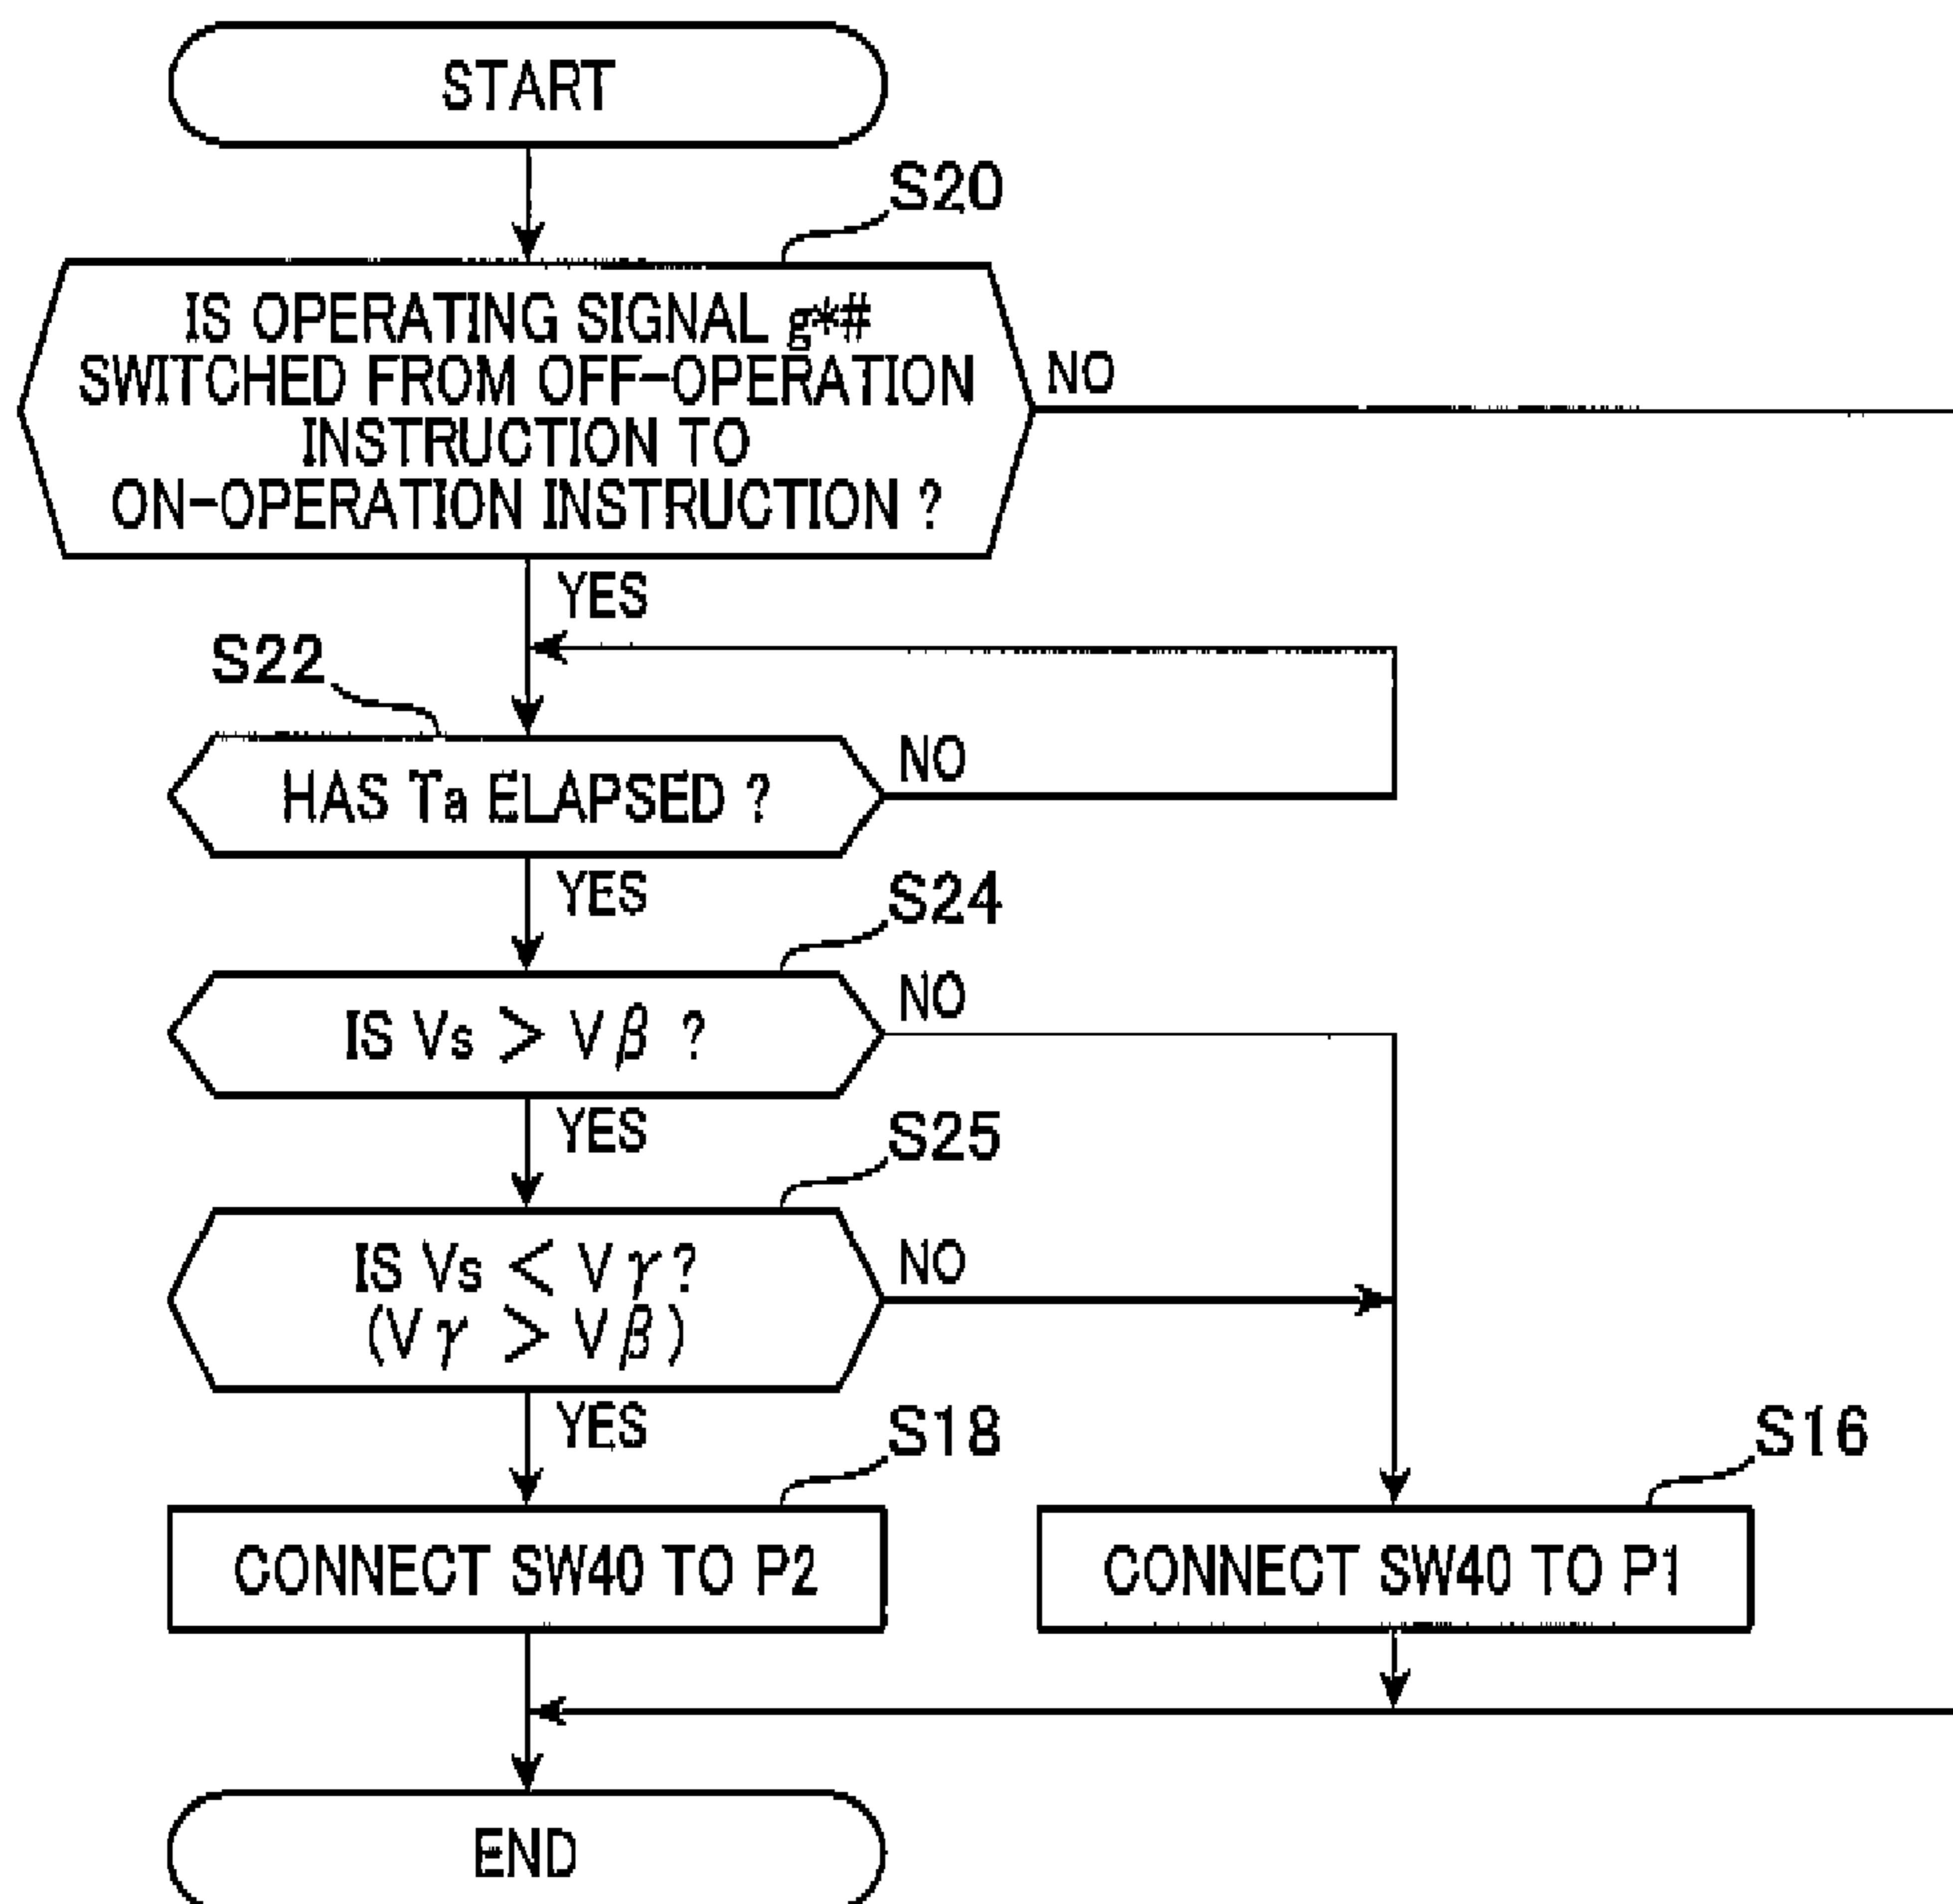 START
S20
IS OPERATING SIGNAL g*#
SWITCHED FROM OFF-OPERATION
INSTRUCTION TO
ON-OPERATION INSTRUCTION ?
NO
YES
S22
HAS Ta ELAPSED ?
NO
YES
S24
IS Vs > Vβ ?
NO
YES
S25
IS Vs < Vγ?
(Vγ > Vβ)
NO
YES
S18
CONNECT SW40 TO P2
S16
CONNECT SW40 TO P1
END